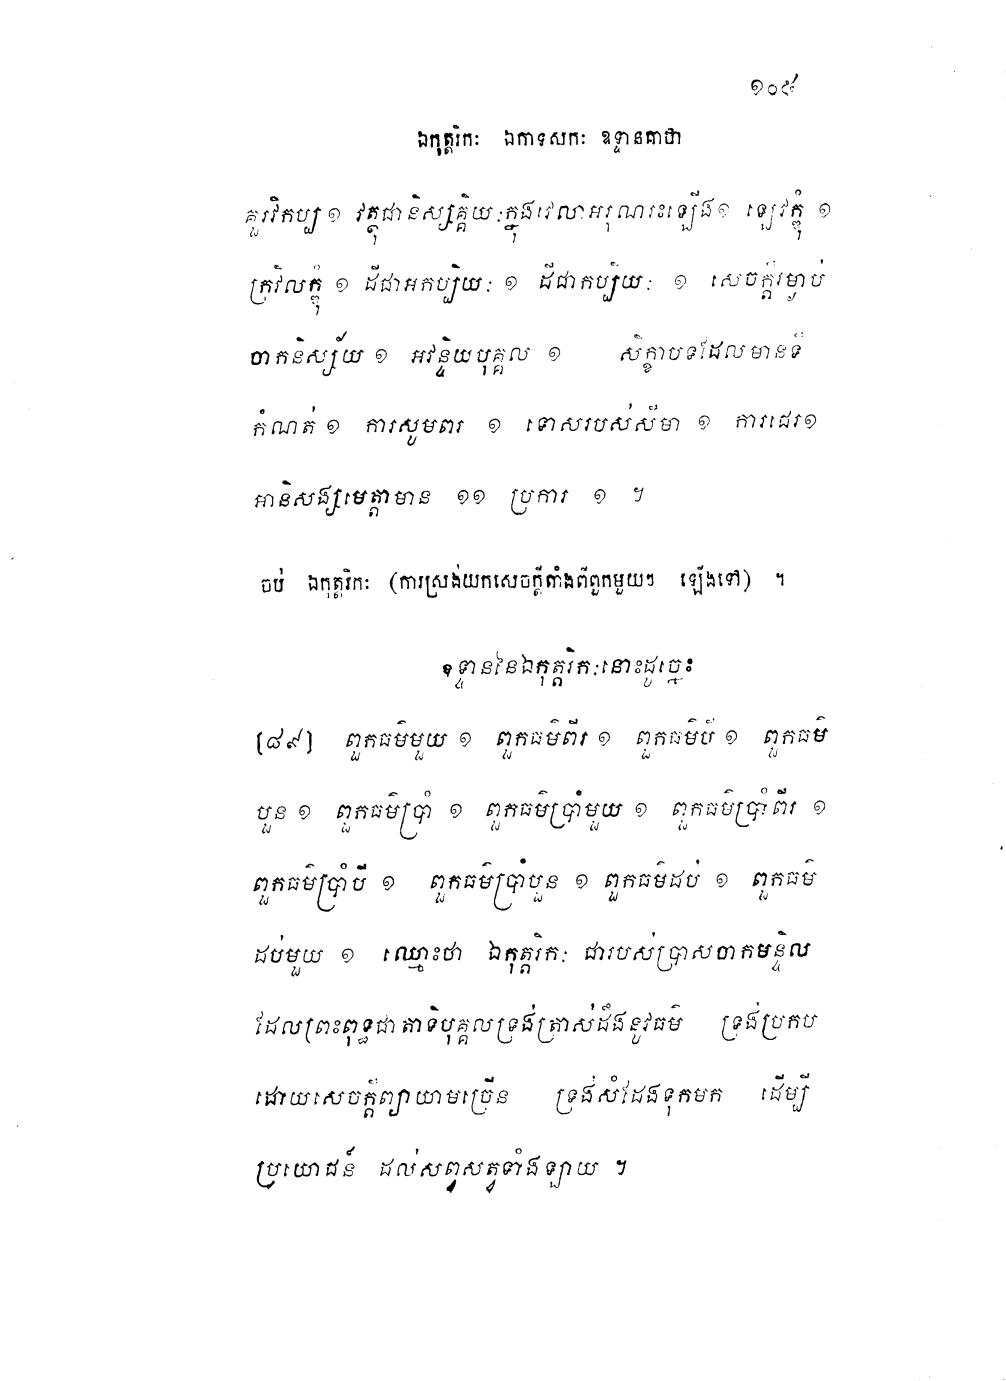 ១០៩
ឯកុត្តរិកៈ ឯកាទសកៈ ឧទ្ទានគាថា
គួរវិកប្ប ១ វត្ថុជានិស្សគ្គិយៈក្នុងវេលាអរុណរះឡើង១ ឡេវក្តុំ ១
ក្រវិលក្តុំ ១ ដីជាអកប្បិយៈ ១ ដីជាកប្បិយៈ ១ សេចក្តីរម្ងាប់
ចាកនិស្ស័យ ១ អវន្ទិយបុគ្គល ១ សិក្ខាបទដែលមានទី
កំណត់ ១ ការសូមពរ ១ ទោសរបស់សីមា ១ ការជេរ១
អានិសង្សមេត្តាមាន ១១ ប្រការ ១ ។
ចប់ ឯកុត្តរិកៈ (ការស្រង់យកសេចក្តីតាំងពីពួកមួយៗ ឡើងទៅ) ។
ឧទ្ទាននៃឯកុត្តរិកៈនោះដូច្នេះ
[៨៩] ពួកធម៌មួយ ១ ពួកធម៌ពីរ ១ ពួកធម៌បី ១ ពួកធម៌
បួន ១ ពួកធម៌ប្រាំ ១ ពួកធម៌ប្រាំមួយ ១ ពួកធម៌ប្រាំពីរ ១
ពួកធម៌ប្រាំបី ១ ពួកធម៌ប្រាំបួន ១ ពួកធម៌ដប់ ១ ពួកធម៌
ដប់មួយ ១ ឈ្មោះថា ឯកុត្តរិកៈ ជារបស់ប្រាសចាកមន្ទិល
ដែលព្រះពុទ្ធជាតាទិបុគ្គលទ្រង់ត្រាស់ដឹងនូវធម៌ ទ្រង់ប្រកប
ដោយសេចក្តីព្យាយាមច្រើន ទ្រង់សំដែងទុកមក ដើម្បី
ប្រយោជន៍ ដល់សព្វសត្វទាំងឡាយ ។